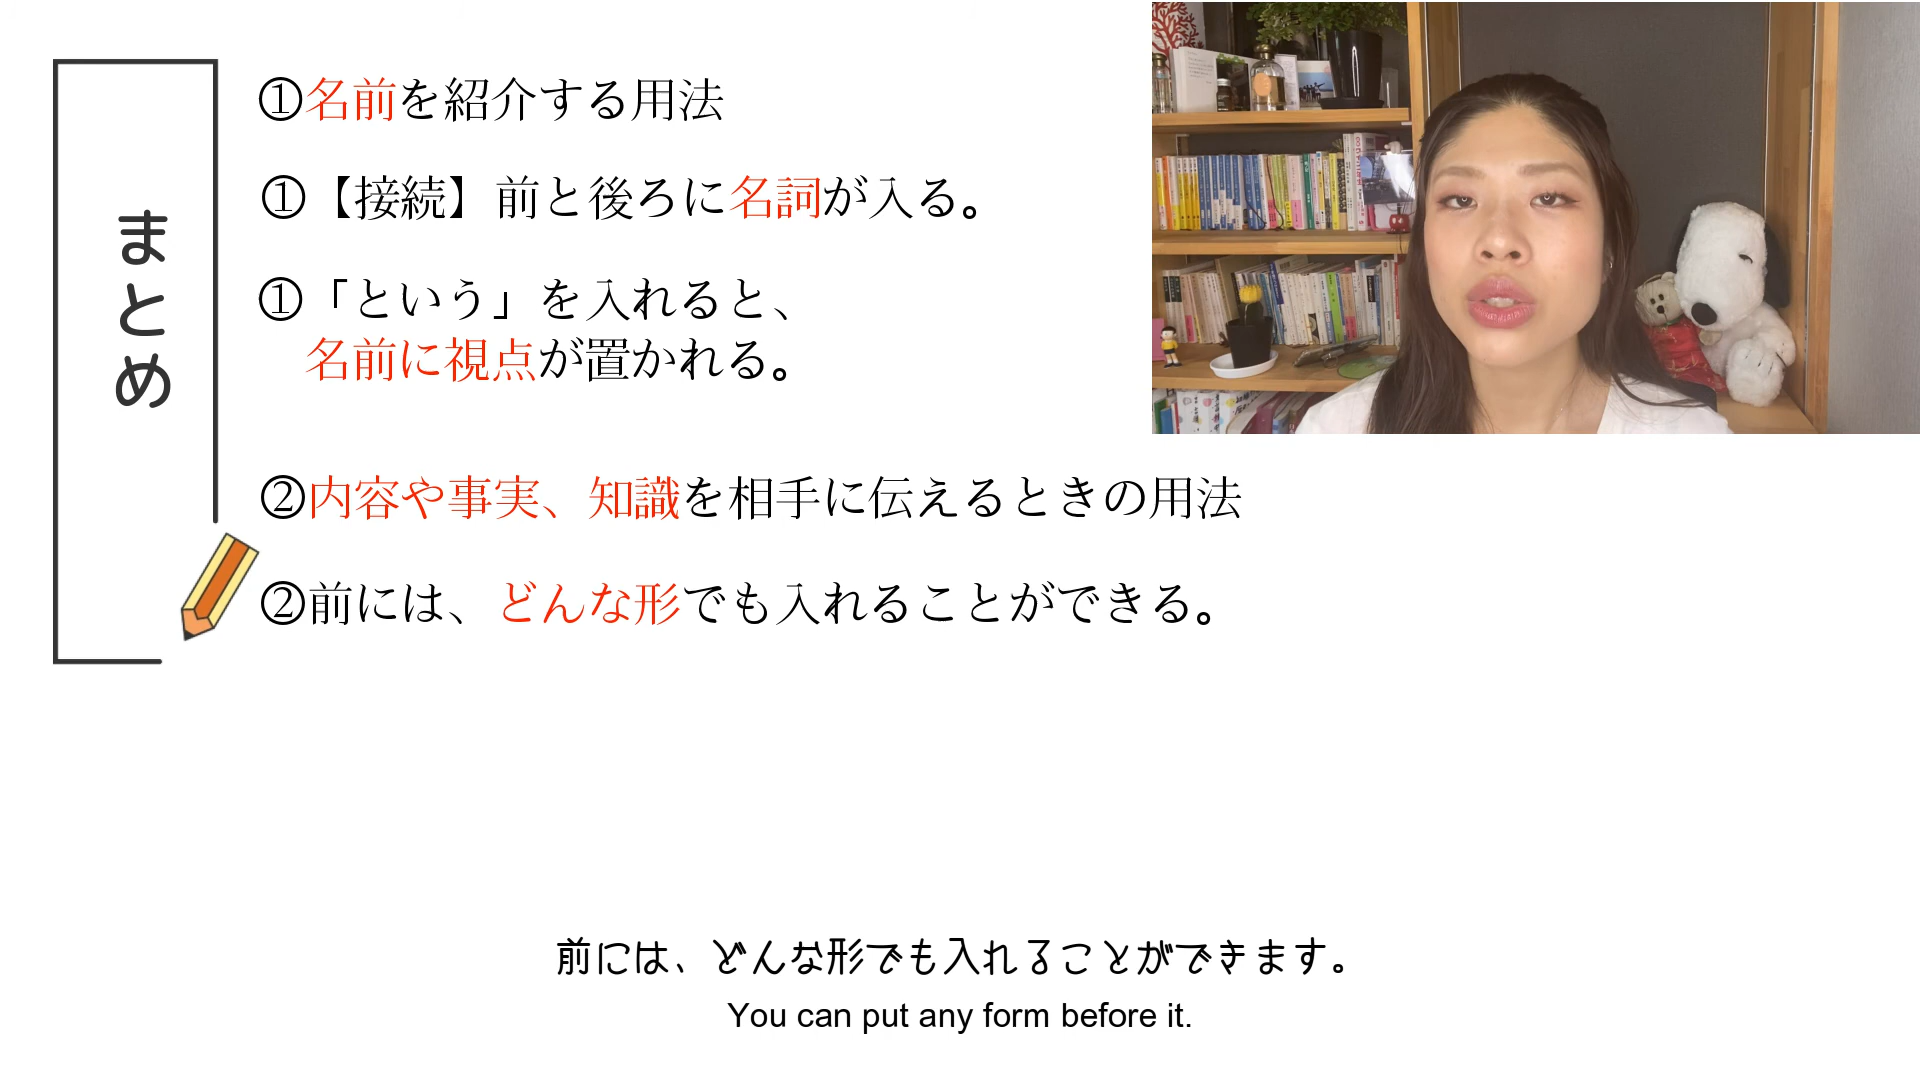 まとめ
①名前を紹介する用法
①【接続】前と後ろに名詞が入る。
①「という」を入れると、
名前に視点が置かれる。
②内容や事実、知識を相手に伝えるときの用法
②前には、どんな形でも入れることができる。
前には、どんな形でも入れることができます。
You can put any form before it.